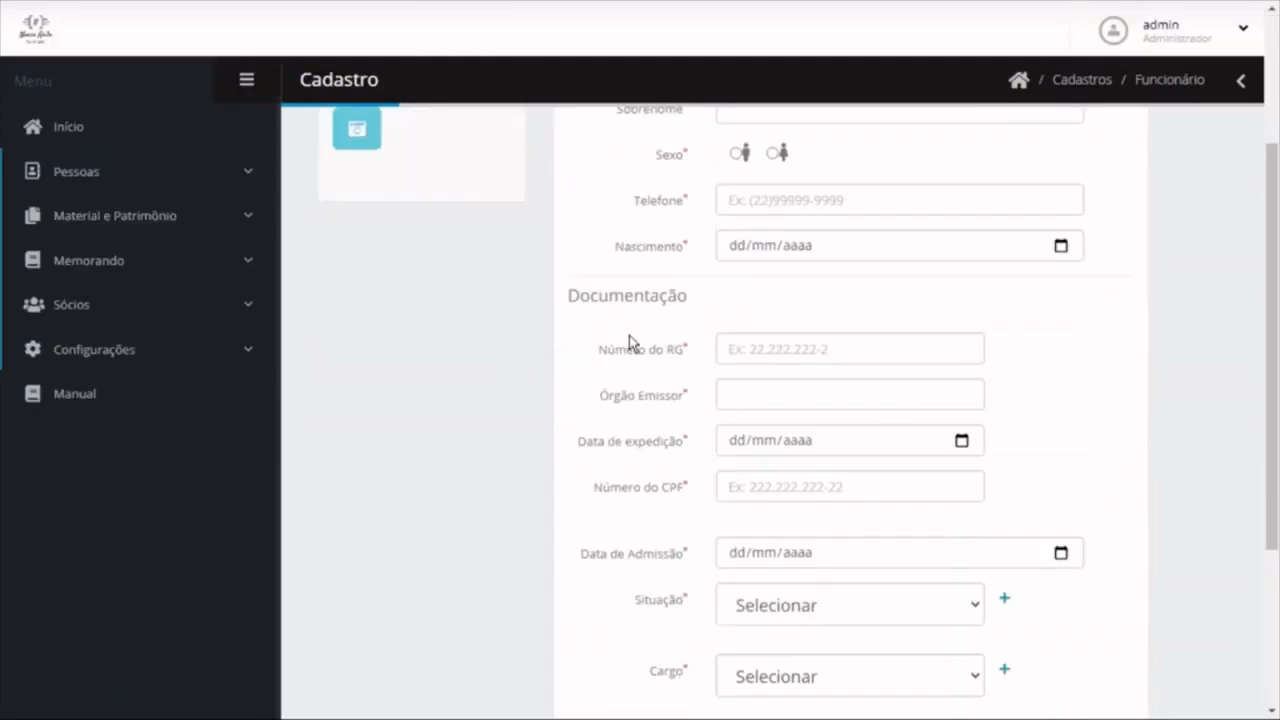 admin
Administrador
Menu
Cadastro
/ Cadastros / Funcionário
Início
Pessoas
Material e Patrimônio
Memorando
Sócios
Configurações
Manual
Sobrenome
Sexo*
Telefone*
Ex: (22)99999-9999
Nascimento*
dd/mm/aaaa
Documentação
Número do RG*
Ex: 22.222.222-2
Órgão Emissor*
Data de expedição*
dd/mm/aaaa
Número do CPF*
Ex: 222.222.222-22
Data de Admissão*
dd/mm/aaaa
Situação*
Selecionar
+
Cargo*
Selecionar
+